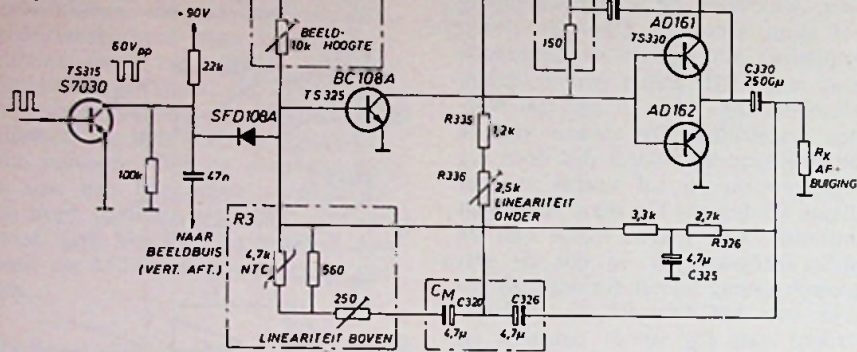 +90V
60Vpp
22k
TS315
S7030
100k
47n
NAAR
BEELDBUIS
(VERT. AFT.)
SFD108A
BEELD-
HOOGTE
10k
BC108A
TS325
R3
4,7k
NTC
560
250
LINEARITEIT BOVEN
R335
1,2k
R336
2,5k
LINEARITEIT
ONDER
CM
C320
4,7µ
C326
4,7µ
150
AD161
TS330
AD162
C330
2500µ
RX
AF-
BUIGING
3,3k
2,7k
R326
4,7µ
C325